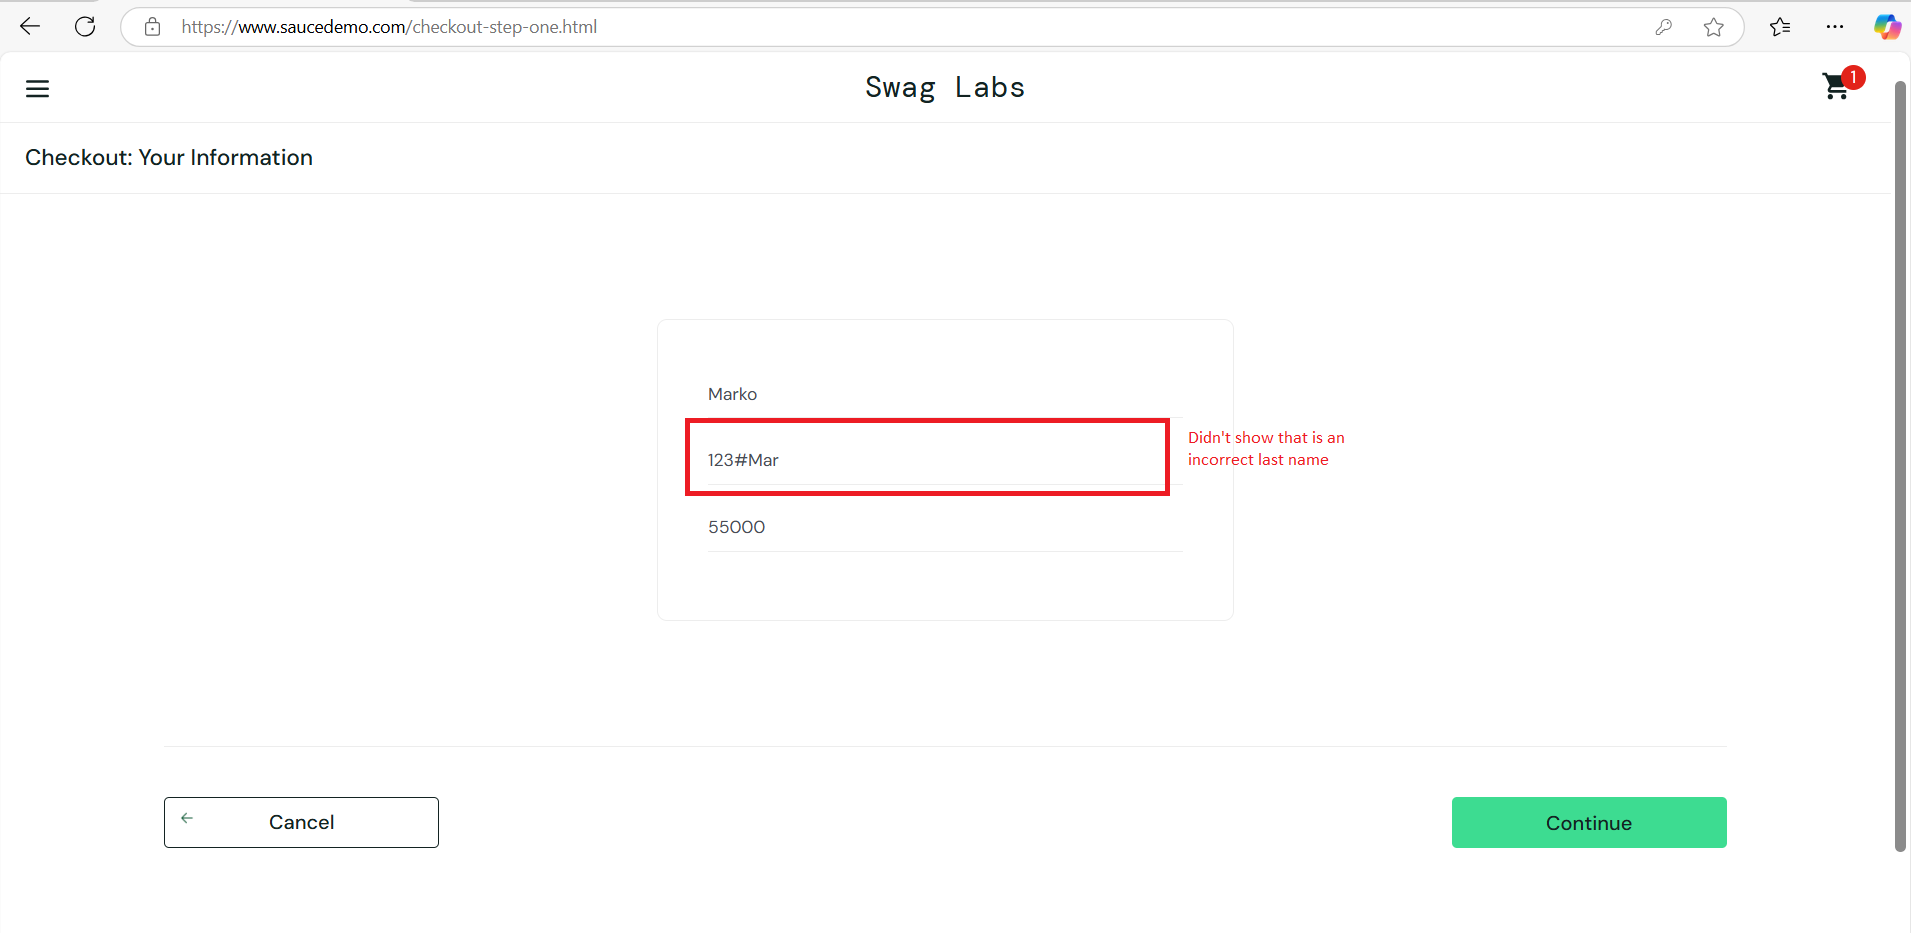 https://www.saucedemo.com/checkout-step-one.html
Swag Labs
1
Checkout: Your Information
Marko
123#Mar
Didn't show that is an
incorrect last name
55000
Cancel
Continue